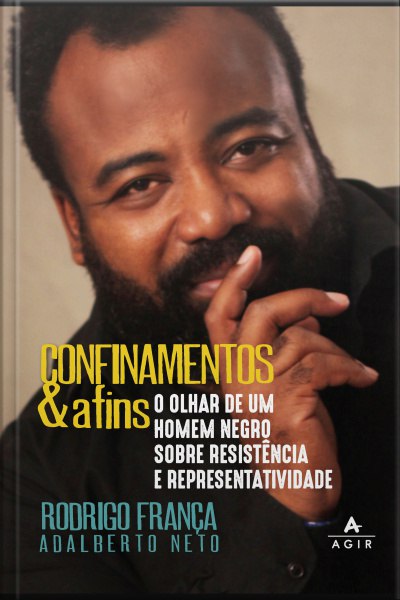 CONFINAMENTOS
& afins
O OLHAR DE UM
HOMEM NEGRO
SOBRE RESISTÊNCIA
E REPRESENTATIVIDADE
RODRIGO FRANÇA
ADALBERTO NETO
AGIR